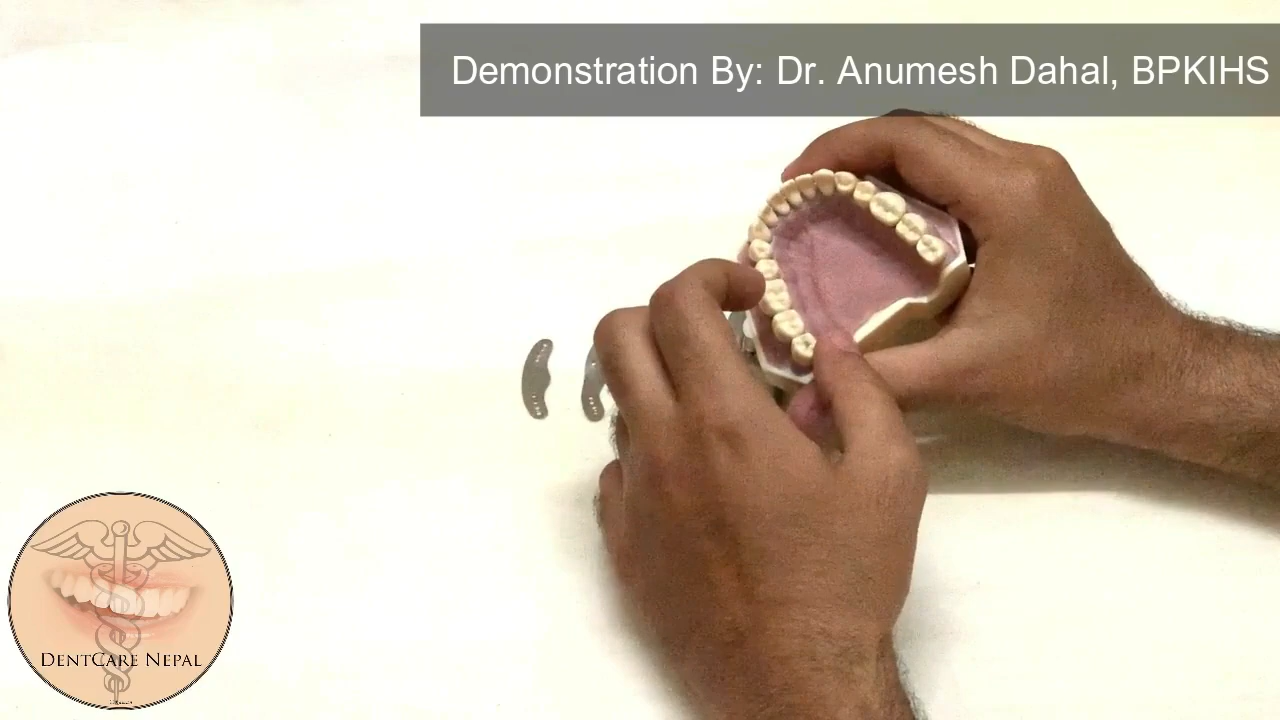 Demonstration By: Dr. Anumesh Dahal, BPKIHS
DentCare Nepal